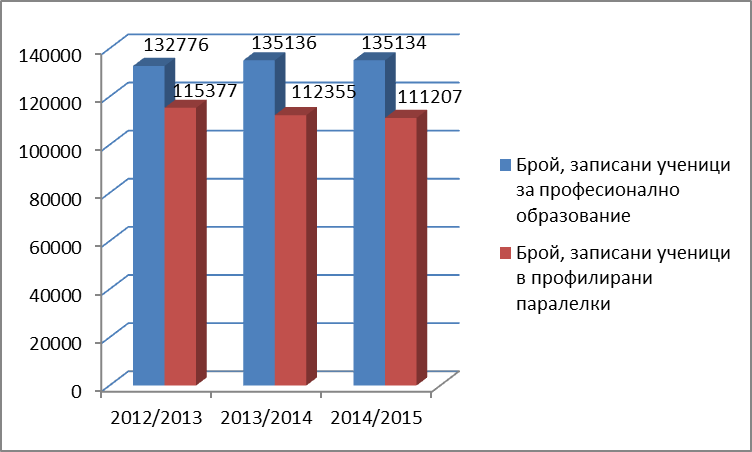 140000
120000
100000
80000
60000
40000
20000
0
132776
135136
135134
115377
112355
111207
2012/2013
2013/2014
2014/2015
Брой, записани ученици
за професионално
образование
Брой, записани ученици
в профилирани
паралелки